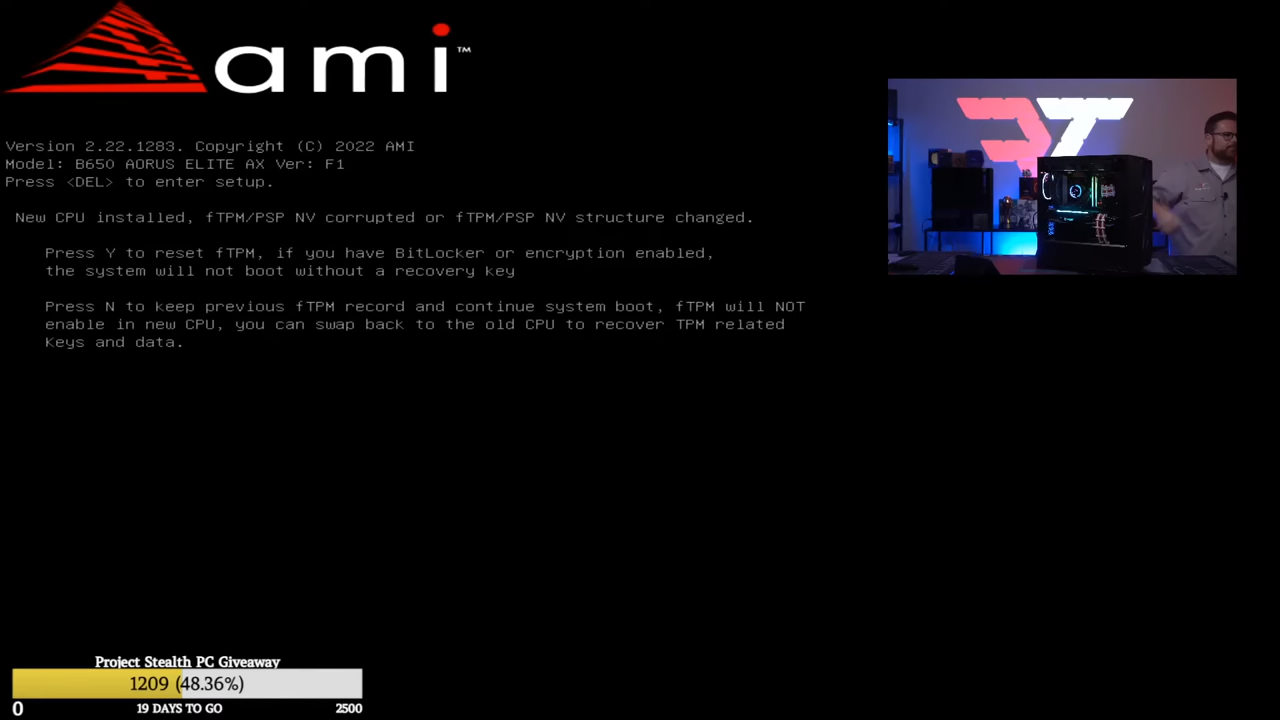 ami™
Version 2.22.1283. Copyright (C) 2022 AMI
Model: B650 AORUS ELITE AX Ver: F1
Press <DEL> to enter setup.
New CPU installed, fTPM/PSP NV corrupted or fTPM/PSP NV structure changed.
Press Y to reset fTPM, if you have BitLocker or encryption enabled,
the system will not boot without a recovery key
Press N to keep previous fTPM record and continue system boot, fTPM will NOT
enable in new CPU, you can swap back to the old CPU to recover TPM related
Keys and data.
Project Stealth PC Giveaway
1209 (48.36%)
0 19 DAYS TO GO 2500